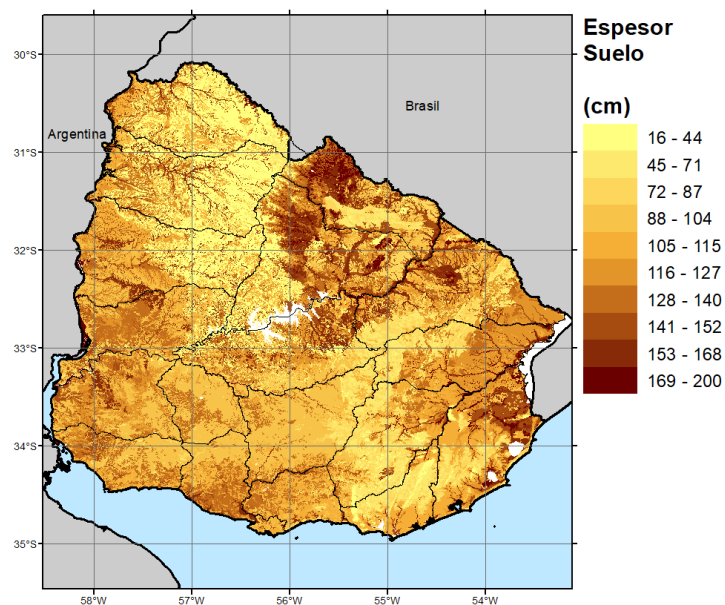 Espesor
Suelo
(cm)
16 - 44
45 - 71
72 - 87
88 - 104
105 - 115
116 - 127
128 - 140
141 - 152
153 - 168
169 - 200
Brasil
Argentina
30°S
31°S
32°S
33°S
34°S
35°S
58°W
57°W
56°W
55°W
54°W